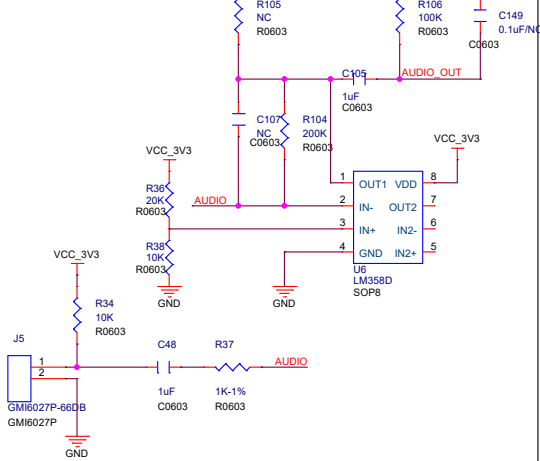 R105
NC
R0603
R106
100K
R0603
C149
0.1uF/NC
C0603
C105
1uF
C0603
AUDIO_OUT
C107
NC
C0603
R104
200K
R0603
VCC_3V3
R36
20K
R0603
AUDIO
VCC_3V3
1 OUT1 VDD 8
2 IN- OUT2 7
3 IN+ IN2- 6
4 GND IN2+ 5
U6
LM358D
SOP8
R38
10K
R0603
GND
GND
VCC_3V3
R34
10K
R0603
J5
1
2
GMI6027P-66DB
GMI6027P
C48
1uF
C0603
R37
1K-1%
R0603
AUDIO
GND